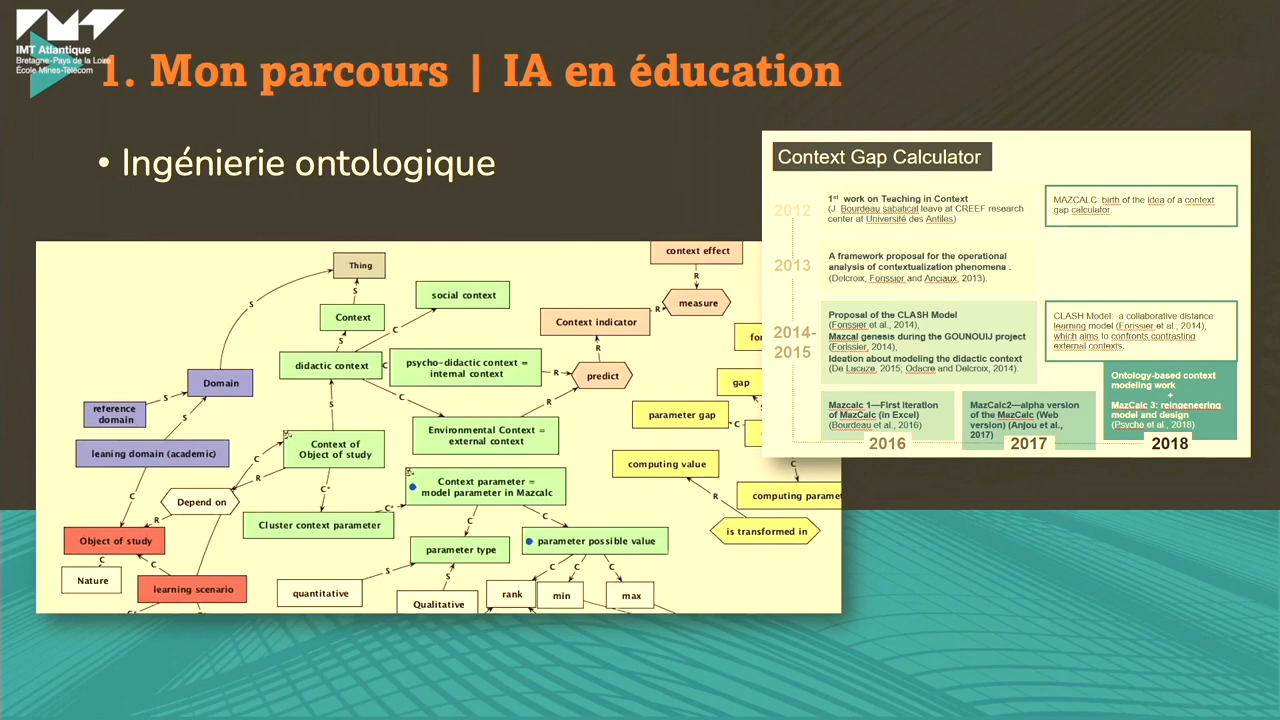 IMT Atlantique
Bretagne-Pays de la Loire
École Mines-Télécom
1. Mon parcours | IA en éducation
• Ingénierie ontologique
Thing
S
S
Context
social context
S
C
didactic context
C
psycho-didactic context =
internal context
R
predict
R
Context indicator
R
measure
R
context effect
Domain
S
reference
domain
S
leaning domain (academic)
C
S
C
Environmental Context =
external context
R
Context of
Object of study
C
R
Depend on
R
C*
Cluster context parameter
C*
Context parameter =
model parameter in Mazcalc
C
C
parameter type
parameter possible value
Object of study
C
Nature
C
learning scenario
quantitative
S
S
Qualitative
C
C
C
rank
min
max
for
gap
S
parameter gap
C
computing value
R
C
computing paramet
is transformed in
Context Gap Calculator
2012
1st work on Teaching in Context
(J. Bourdeau sabatical leave at CREEF research
center at Université des Antiles)
MAZCALC: birth of the idea of a context
gap calculator.
2013
A framework proposal for the operational
analysis of contextualization phenomena .
(Delcroix, Forissier and Anciaux, 2013).
2014-
2015
Proposal of the CLASH Model
(Forissier et al., 2014),
Mazcal genesis during the GOUNOUIJ project
(Forissier, 2014),
Ideation about modeling the didactic context
(De Lacaze, 2015; Odacre and Delcroix, 2014).
CLASH Model: a collaborative distance
learning model (Forissier et al., 2014),
which aims to confronts contrasting
external contexts.
Mazcalc 1—First iteration
of MazCalc (in Excel)
(Bourdeau et al., 2016)
2016
MazCalc2—alpha version
of the MazCalc (Web
version) (Anjou et al.,
2017)
2017
Ontology-based context
modeling work
+
MazCalc 3: reingeneering
model and design
(Psyché et al., 2018)
2018